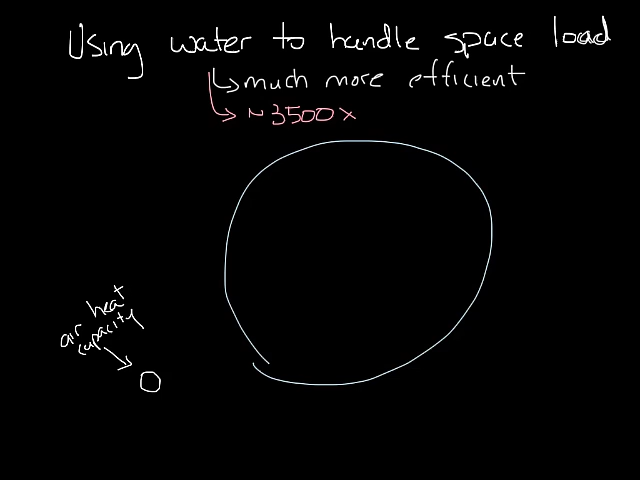 Using water to handle space load
↳ much more efficient
↳ ~3500x
air heat
capacity